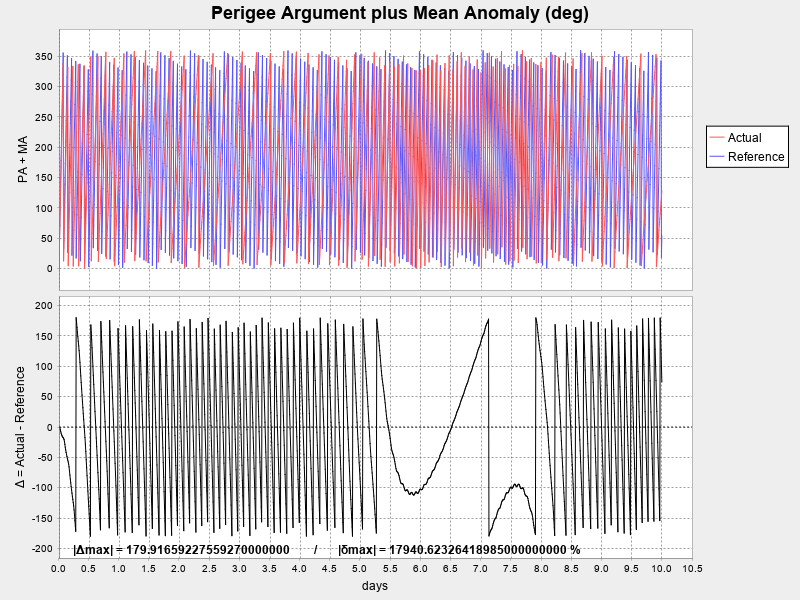 Perigee Argument plus Mean Anomaly (deg)
PA + MA
350
300
250
200
150
100
50
0
Actual
Reference
Δ = Actual - Reference
200
150
100
50
0
-50
-100
-150
-200
|Δmax| = 179.91659227559270000000 / |δmax| = 17940.62326418985000000000 %
0.0 0.5 1.0 1.5 2.0 2.5 3.0 3.5 4.0 4.5 5.0 5.5 6.0 6.5 7.0 7.5 8.0 8.5 9.0 9.5 10.0 10.5
days